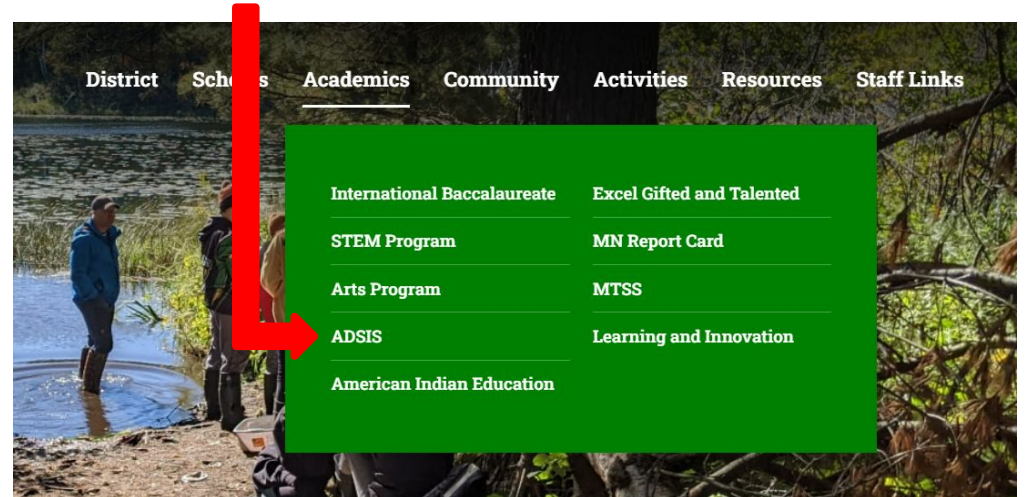 District Schools Academics Community Activities Resources Staff Links
International Baccalaureate Excel Gifted and Talented
STEM Program MN Report Card
Arts Program MTSS
ADSIS Learning and Innovation
American Indian Education